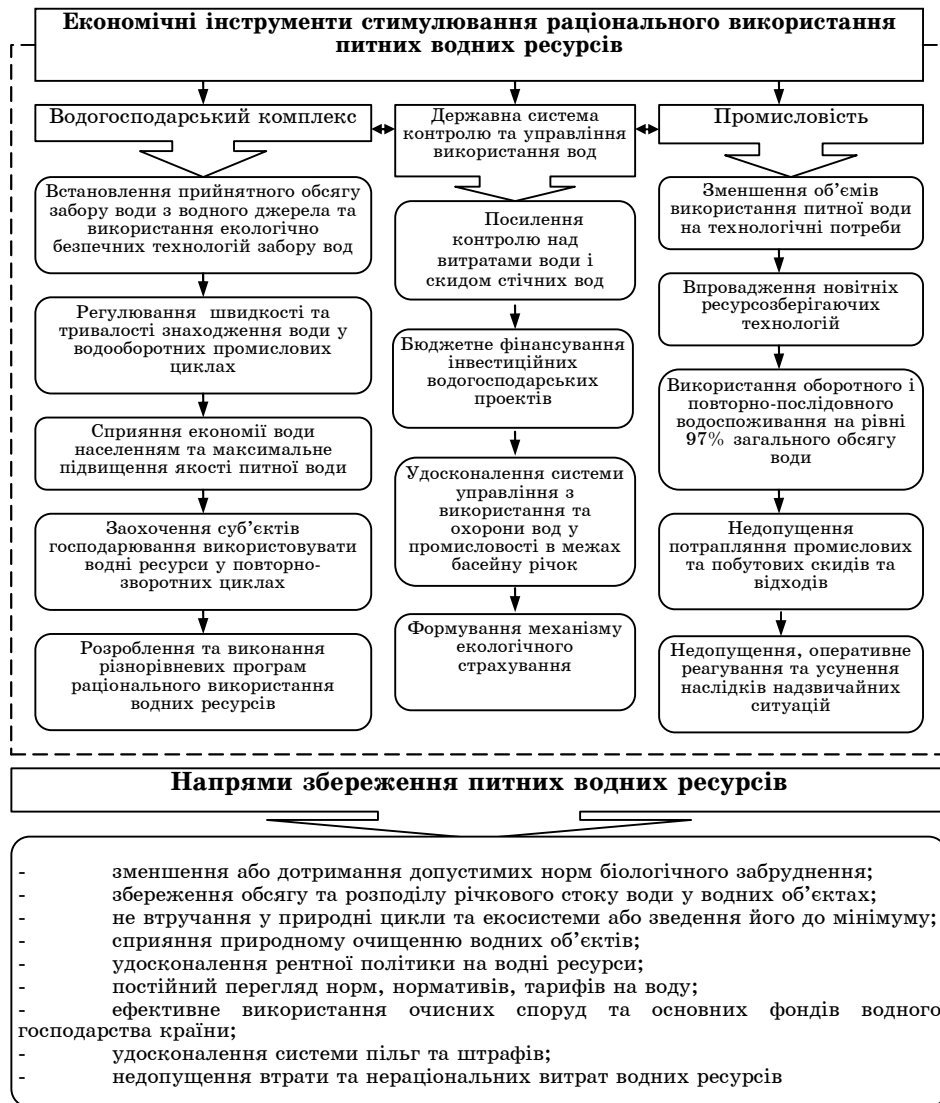 Економічні інструменти стимулювання раціонального використання
питних водних ресурсів
Водогосподарський комплекс
Встановлення прийнятного обсягу
забору води з водного джерела та
використання екологічно
безпечних технологій забору вод
Регулювання швидкості та
тривалості знаходження води у
водооборотних промислових
циклах
Сприяння економії води
населенням та максимальне
підвищення якості питної води
Заохочення суб’єктів
господарювання використовувати
водні ресурси у повторно-
зворотних циклах
Розроблення та виконання
різнорівневих програм
раціонального використання
водних ресурсів
Державна система
контролю та управління
використання вод
Посилення
контролю над
витратами води і
скидом стічних вод
Бюджетне фінансування
інвестиційних
водогосподарських
проектів
Удосконалення системи
управління з
використання та
охорони вод у
промисловості в межах
басейну річок
Формування механізму
екологічного
страхування
Промисловість
Зменшення об’ємів
використання питної води
на технологічні потреби
Впровадження новітніх
ресурсозберігаючих
технологій
Використання оборотного і
повторно-послідовного
водоспоживання на рівні
97% загального обсягу
води
Недопущення
потрапляння промислових
та побутових скидів та
відходів
Недопущення, оперативне
реагування та усунення
наслідків надзвичайних
ситуацій
Напрями збереження питних водних ресурсів
- зменшення або дотримання допустимих норм біологічного забруднення;
- збереження обсягу та розподілу річкового стоку води у водних об’єктах;
- не втручання у природні цикли та екосистеми або зведення його до мінімуму;
- сприяння природному очищенню водних об’єктів;
- удосконалення рентної політики на водні ресурси;
- постійний перегляд норм, нормативів, тарифів на воду;
- ефективне використання очисних споруд та основних фондів водного
господарства країни;
- удосконалення системи пільг та штрафів;
- недопущення втрати та нераціональних витрат водних ресурсів